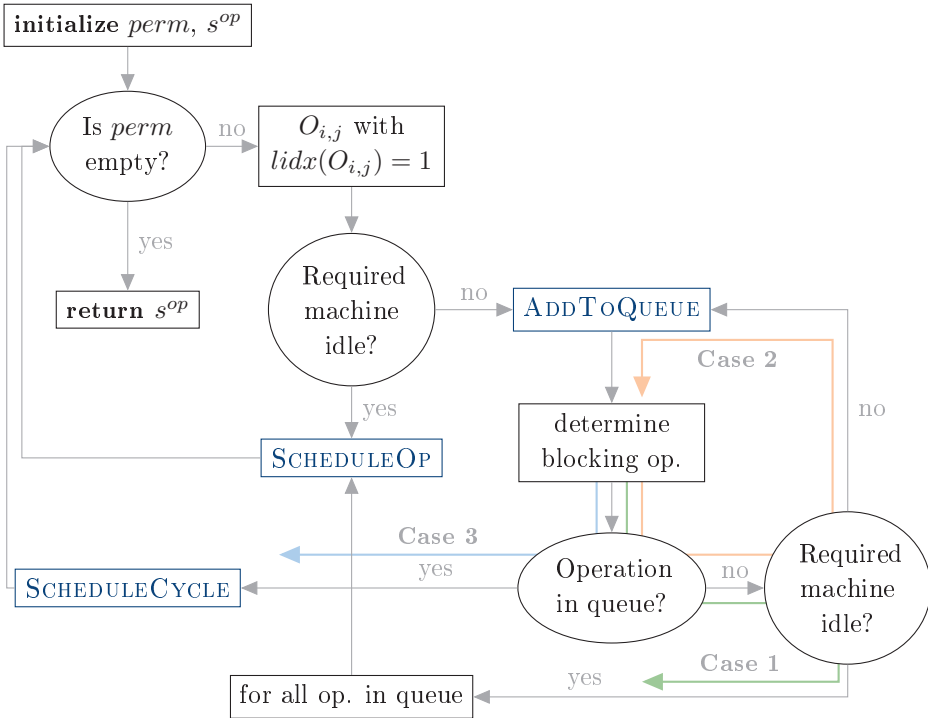 initialize perm, s^{op}
Is perm
empty?
no
O_{i,j} with
lidx(O_{i,j}) = 1
yes
return s^{op}
Required
machine
idle?
no
ADDTOQUEUE
Case 2
no
yes
determine
blocking op.
SCHEDULEOP
Case 3
yes
SCHEDULECYCLE
Operation
in queue?
no
Required
machine
idle?
Case 1
yes
for all op. in queue